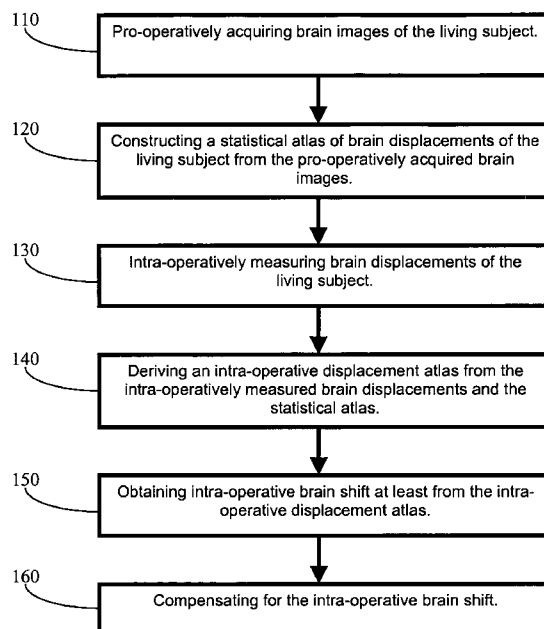 110
Pro-operatively acquiring brain images of the living subject.
120
Constructing a statistical atlas of brain displacements of
the living subject from the pro-operatively acquired brain
images.
130
Intra-operatively measuring brain displacements of the
living subject.
140
Deriving an intra-operative displacement atlas from the
intra-operatively measured brain displacements and the
statistical atlas.
150
Obtaining intra-operative brain shift at least from the intra-
operative displacement atlas.
160
Compensating for the intra-operative brain shift.